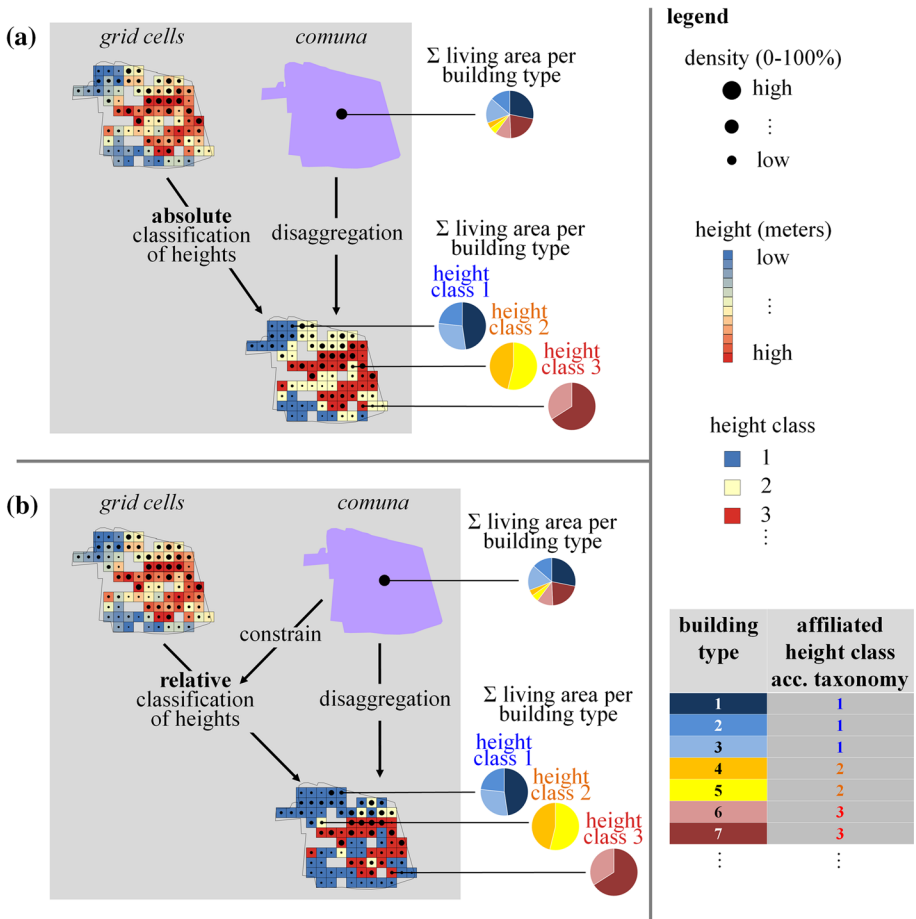 (a)
grid cells
comuna
Σ living area per
building type
absolute
classification
of heights
disaggregation
Σ living area per
building type
height
class 1
height
class 2
height
class 3
(b)
grid cells
comuna
Σ living area per
building type
constrain
relative
classification
of heights
disaggregation
Σ living area per
building type
height
class 1
height
class 2
height
class 3
legend
density (0-100%)
high
⋮
low
height (meters)
low
⋮
high
height class
1
2
3
⋮
building type affiliated height class acc. taxonomy
1 1
2 1
3 1
4 2
5 2
6 3
7 3
⋮ ⋮